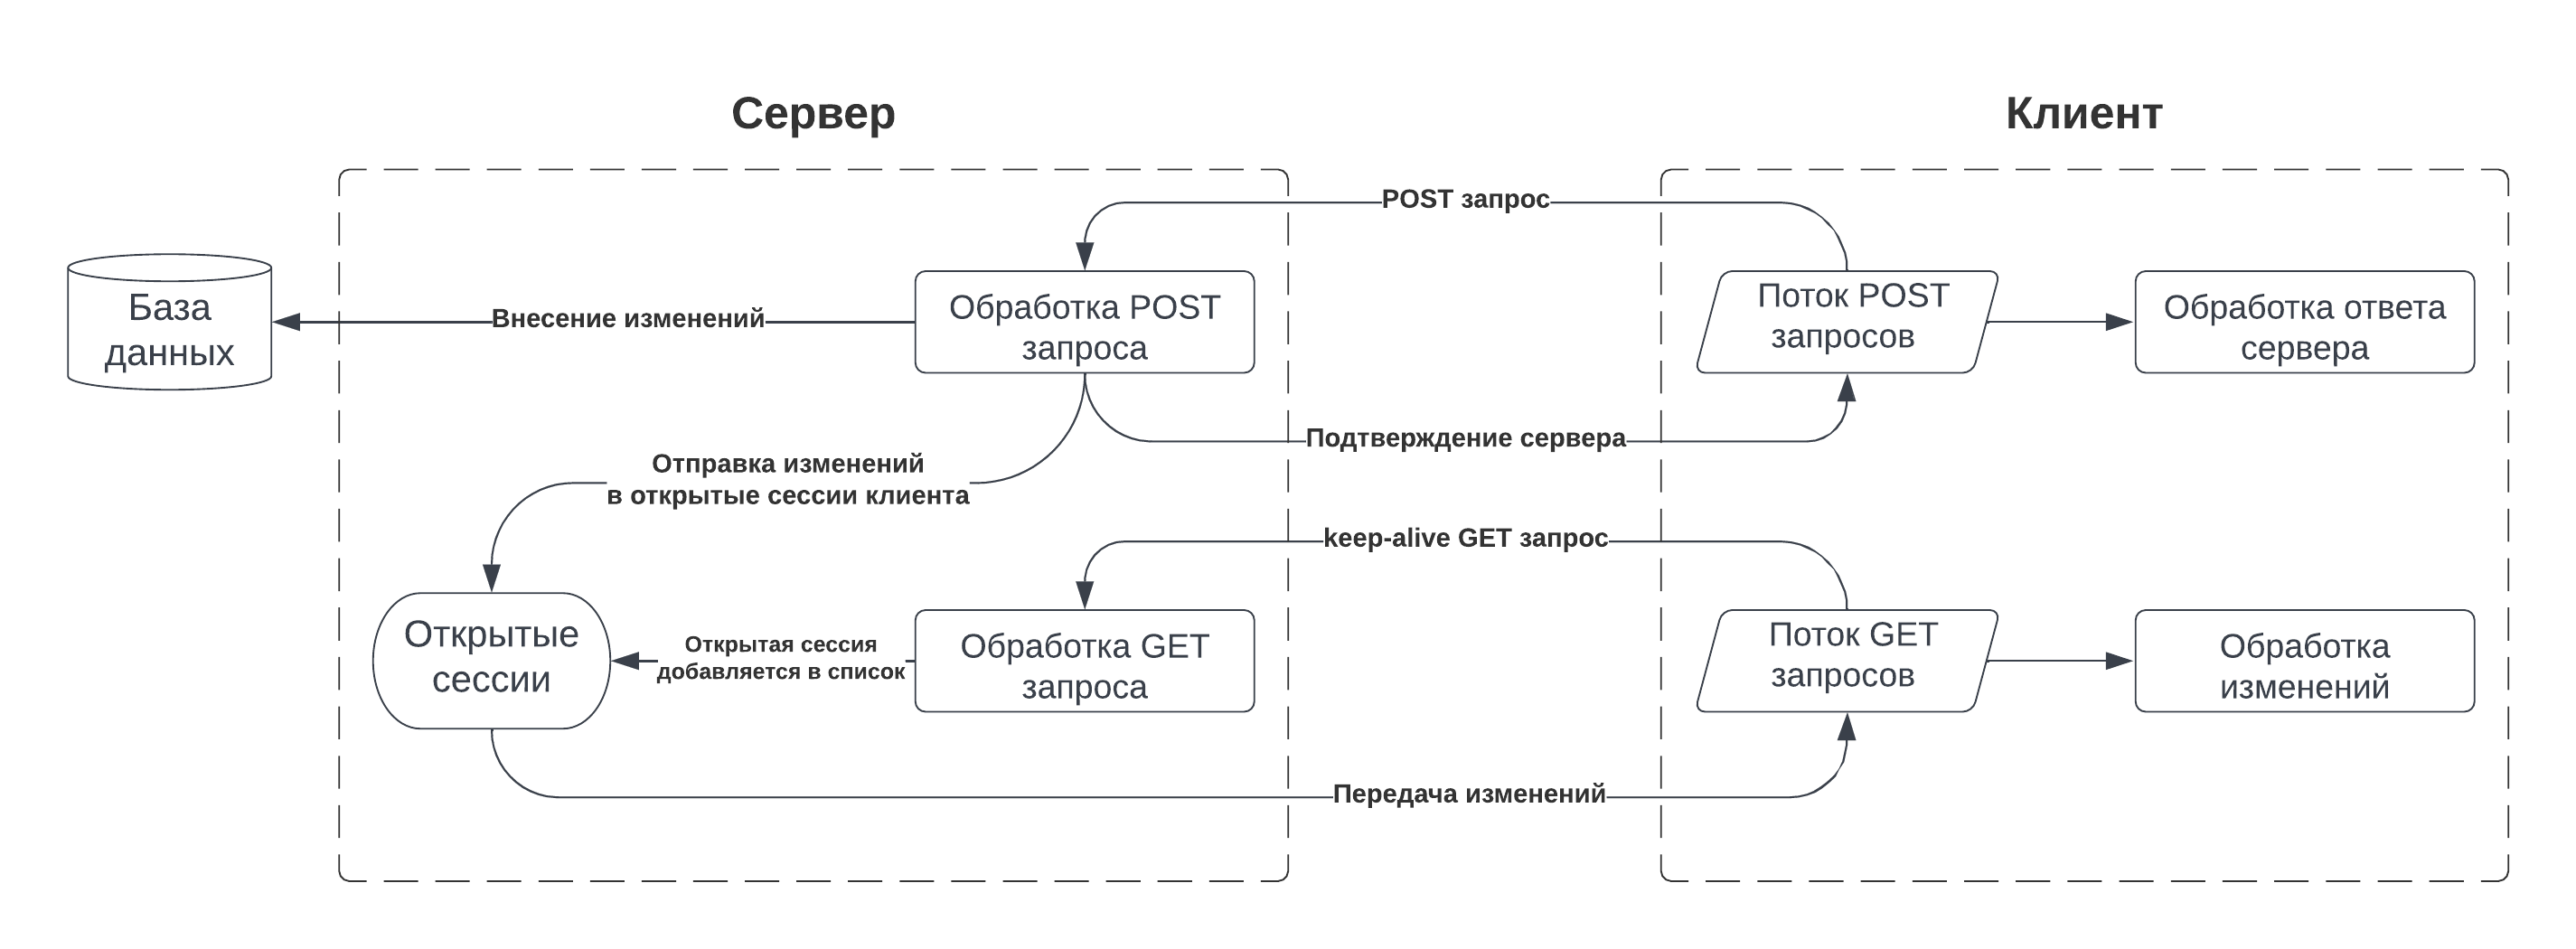 Сервер
Клиент
POST запрос
База
данных
Внесение изменений
Обработка POST
запроса
Поток POST
запросов
Обработка ответа
сервера
Подтверждение сервера
Отправка изменений
в открытые сессии клиента
keep-alive GET запрос
Открытые
сессии
Открытая сессия
добавляется в список
Обработка GET
запроса
Поток GET
запросов
Обработка
изменений
Передача изменений